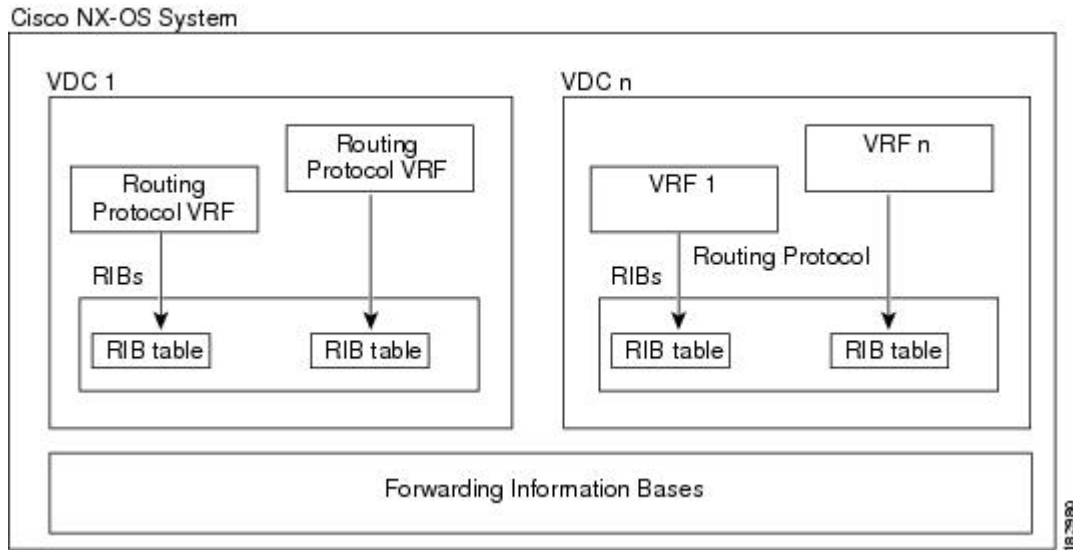 Cisco NX-OS System
VDC 1
Routing
Protocol VRF
Routing
Protocol VRF
RIBs
RIB table
RIB table
VDC n
VRF 1
VRF n
Routing Protocol
RIBs
RIB table
RIB table
Forwarding Information Bases
182980